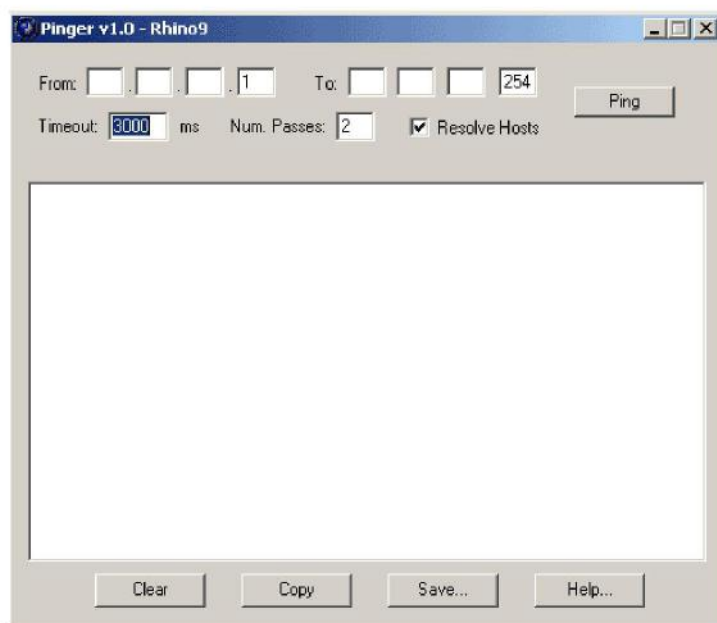 Pinger v1.0 - Rhino9
From: . . . 1 To: 254 Ping
Timeout: 3000 ms Num. Passes: 2 Resolve Hosts
Clear Copy Save... Help...